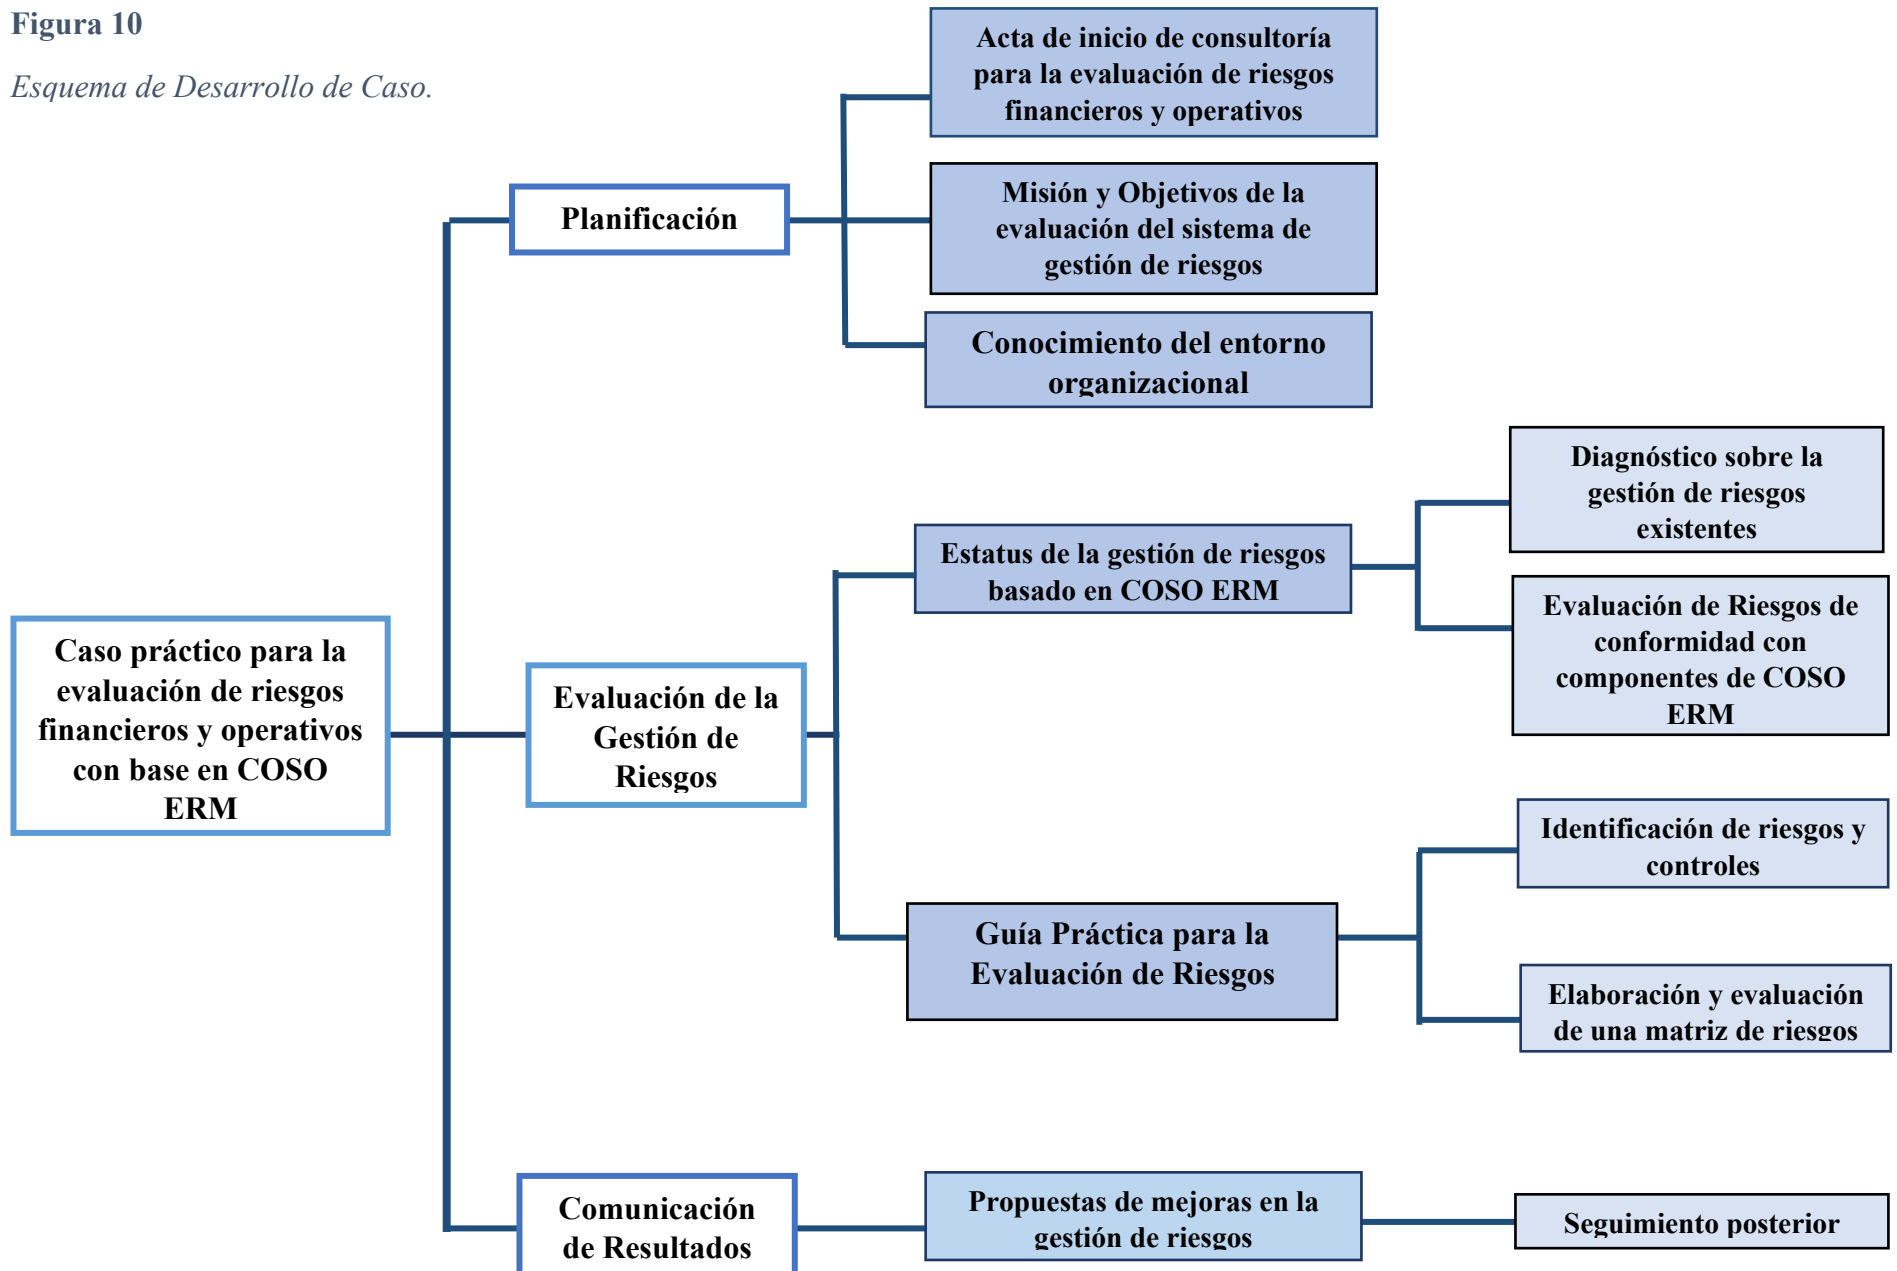 Figura 10
Esquema de Desarrollo de Caso.
Acta de inicio de consultoría
para la evaluación de riesgos
financieros y operativos
Planificación
Misión y Objetivos de la
evaluación del sistema de
gestión de riesgos
Conocimiento del entorno
organizacional
Diagnóstico sobre la
gestión de riesgos
existentes
Estatus de la gestión de riesgos
basado en COSO ERM
Evaluación de Riesgos de
conformidad con
componentes de COSO
ERM
Caso práctico para la
evaluación de riesgos
financieros y operativos
con base en COSO
ERM
Evaluación de la
Gestión de
Riesgos
Identificación de riesgos y
controles
Guía Práctica para la
Evaluación de Riesgos
Elaboración y evaluación
de una matriz de riesgos
Comunicación
de Resultados
Propuestas de mejoras en la
gestión de riesgos
Seguimiento posterior